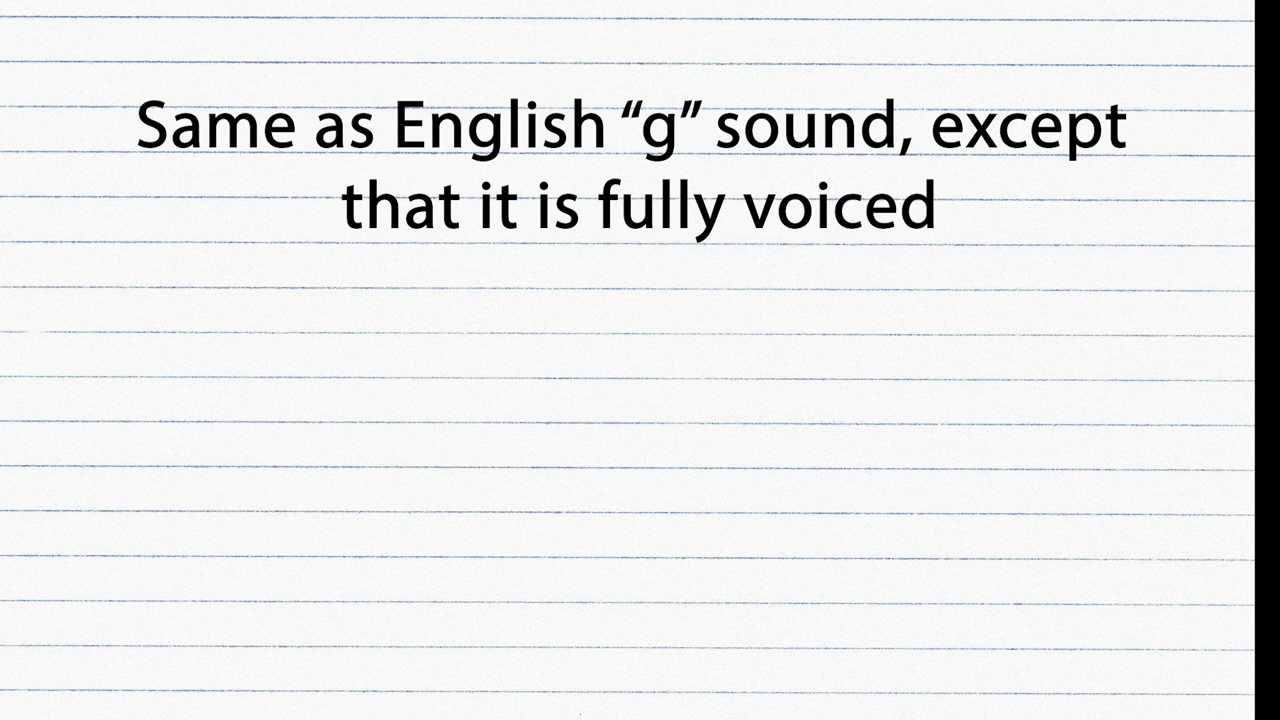 Same as English “g” sound, except
that it is fully voiced